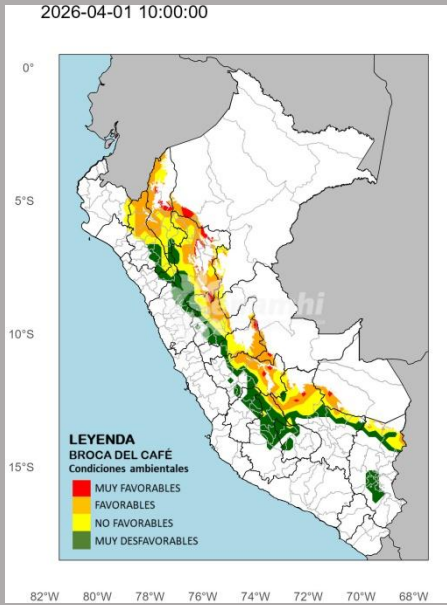 2026-04-01 10:00:00
0°
5°S
10°S
15°S
Senamhi
LEYENDA
BROCA DEL CAFÉ
Condiciones ambientales
MUY FAVORABLES
FAVORABLES
NO FAVORABLES
MUY DESFAVORABLES
82°W 80°W 78°W 76°W 74°W 72°W 70°W 68°W